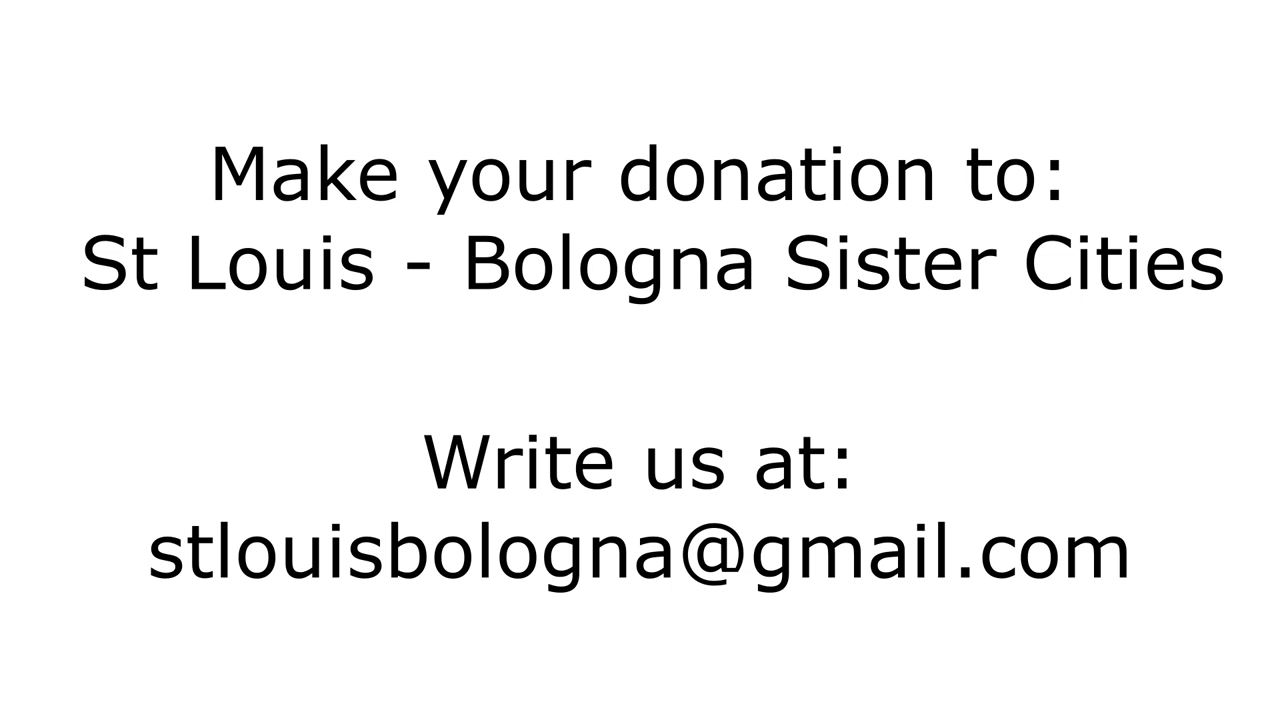 Make your donation to:
St Louis - Bologna Sister Cities
Write us at:
stlouisbologna@gmail.com